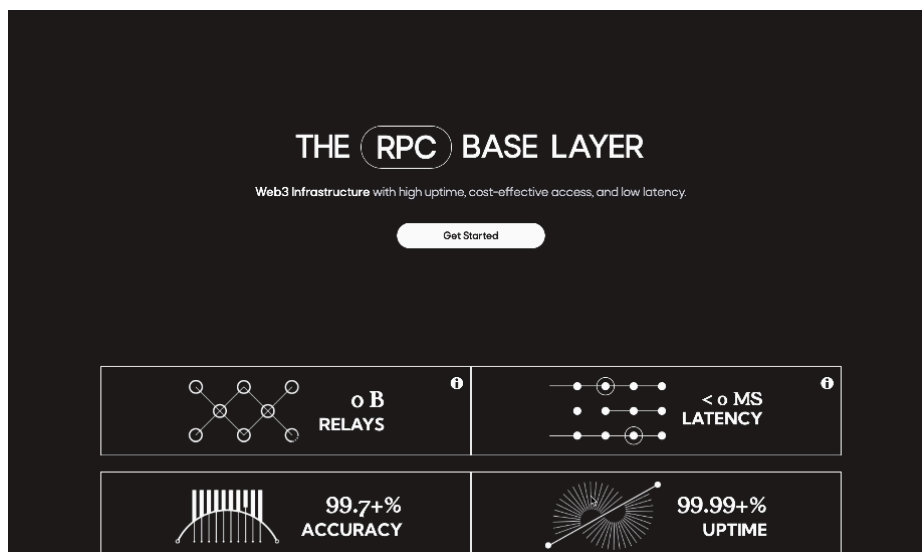 THE RPC BASE LAYER
Web3 Infrastructure with high uptime, cost-effective access, and low latency.
Get Started
0 B
RELAYS
< 0 MS
LATENCY
99.7+%
ACCURACY
99.99+%
UPTIME